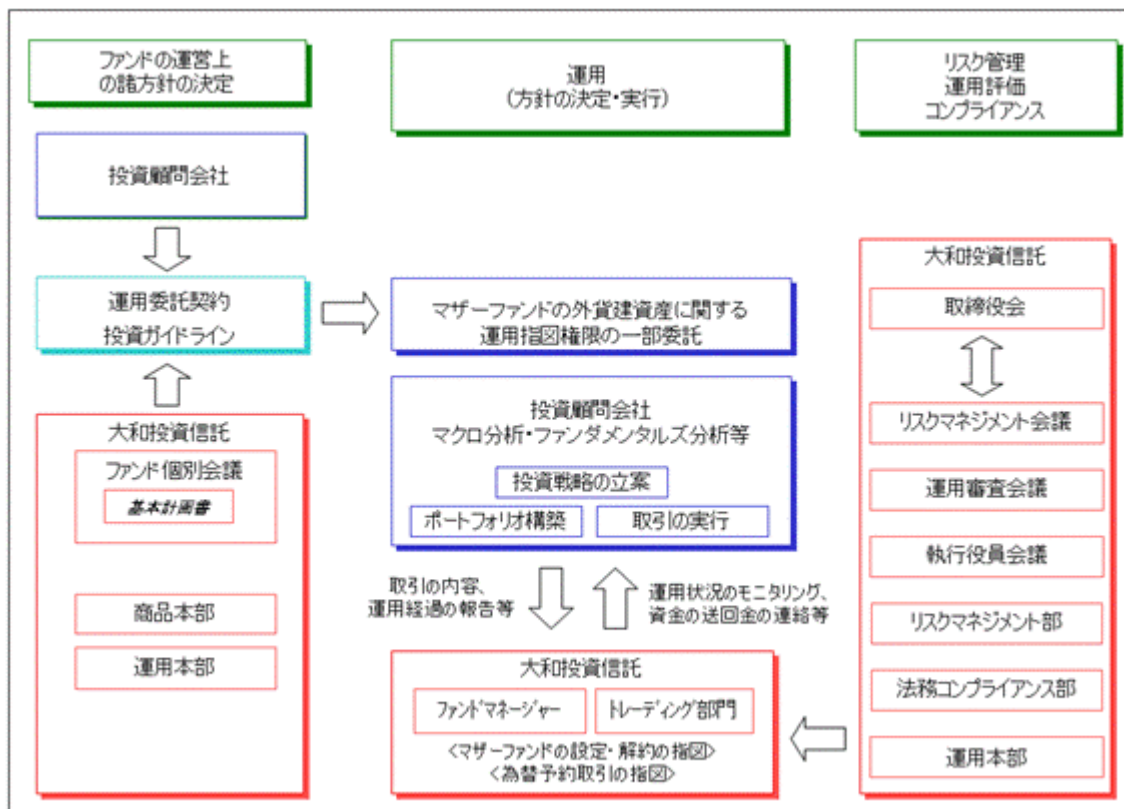 ファンドの運営上
の諸方針の決定
運用
(方針の決定・実行)
リスク管理
運用評価
コンプライアンス
投資顧問会社
運用委託契約
投資ガイドライン
マザーファンドの外貨建資産に関する
運用指図権限の一部委託
大和投資信託
ファンド個別会議
基本計画書
商品本部
運用本部
投資顧問会社
マクロ分析・ファンダメンタルズ分析等
投資戦略の立案
ポートフォリオ構築
取引の実行
取引の内容、
運用経過の報告等
運用状況のモニタリング、
資金の送回金の連絡等
大和投資信託
ファンドマネージャー
トレーディング部門
<マザーファンドの設定・解約の指図>
<為替予約取引の指図>
大和投資信託
取締役会
リスクマネジメント会議
運用審査会議
執行役員会議
リスクマネジメント部
法務コンプライアンス部
運用本部